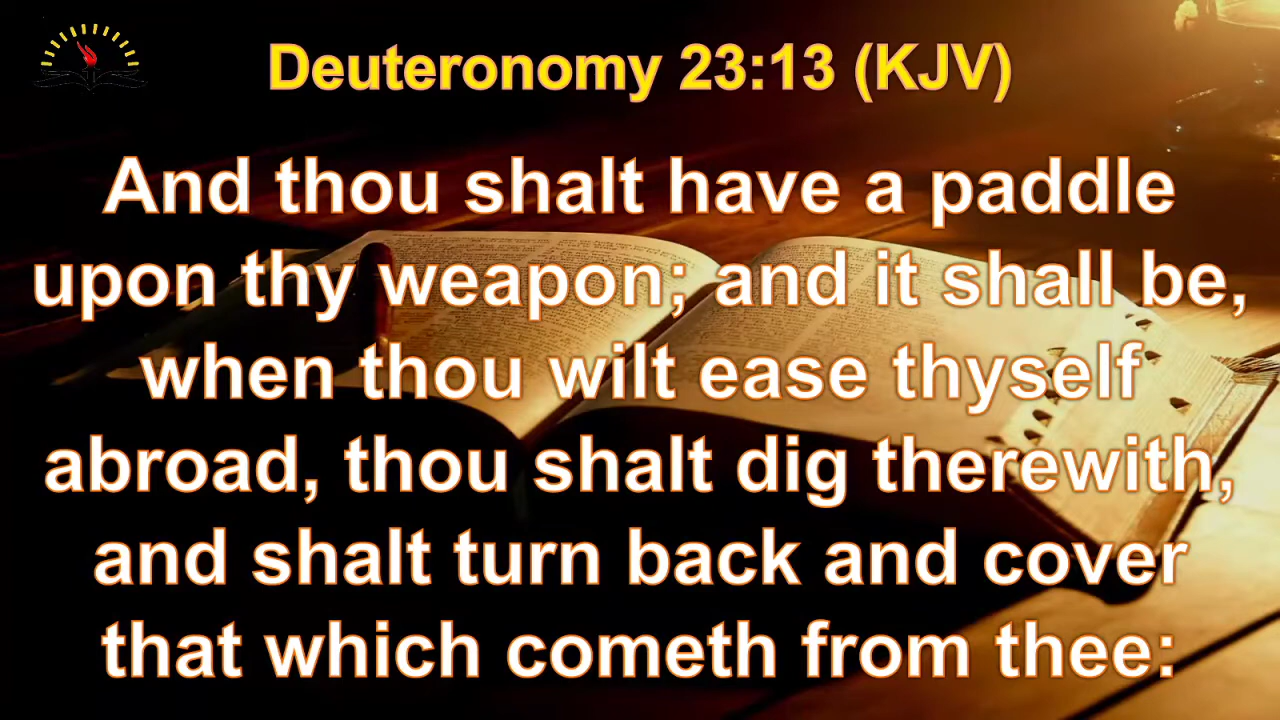 Deuteronomy 23:13 (KJV)
And thou shalt have a paddle
upon thy weapon; and it shall be,
when thou wilt ease thyself
abroad, thou shalt dig therewith,
and shalt turn back and cover
that which cometh from thee: